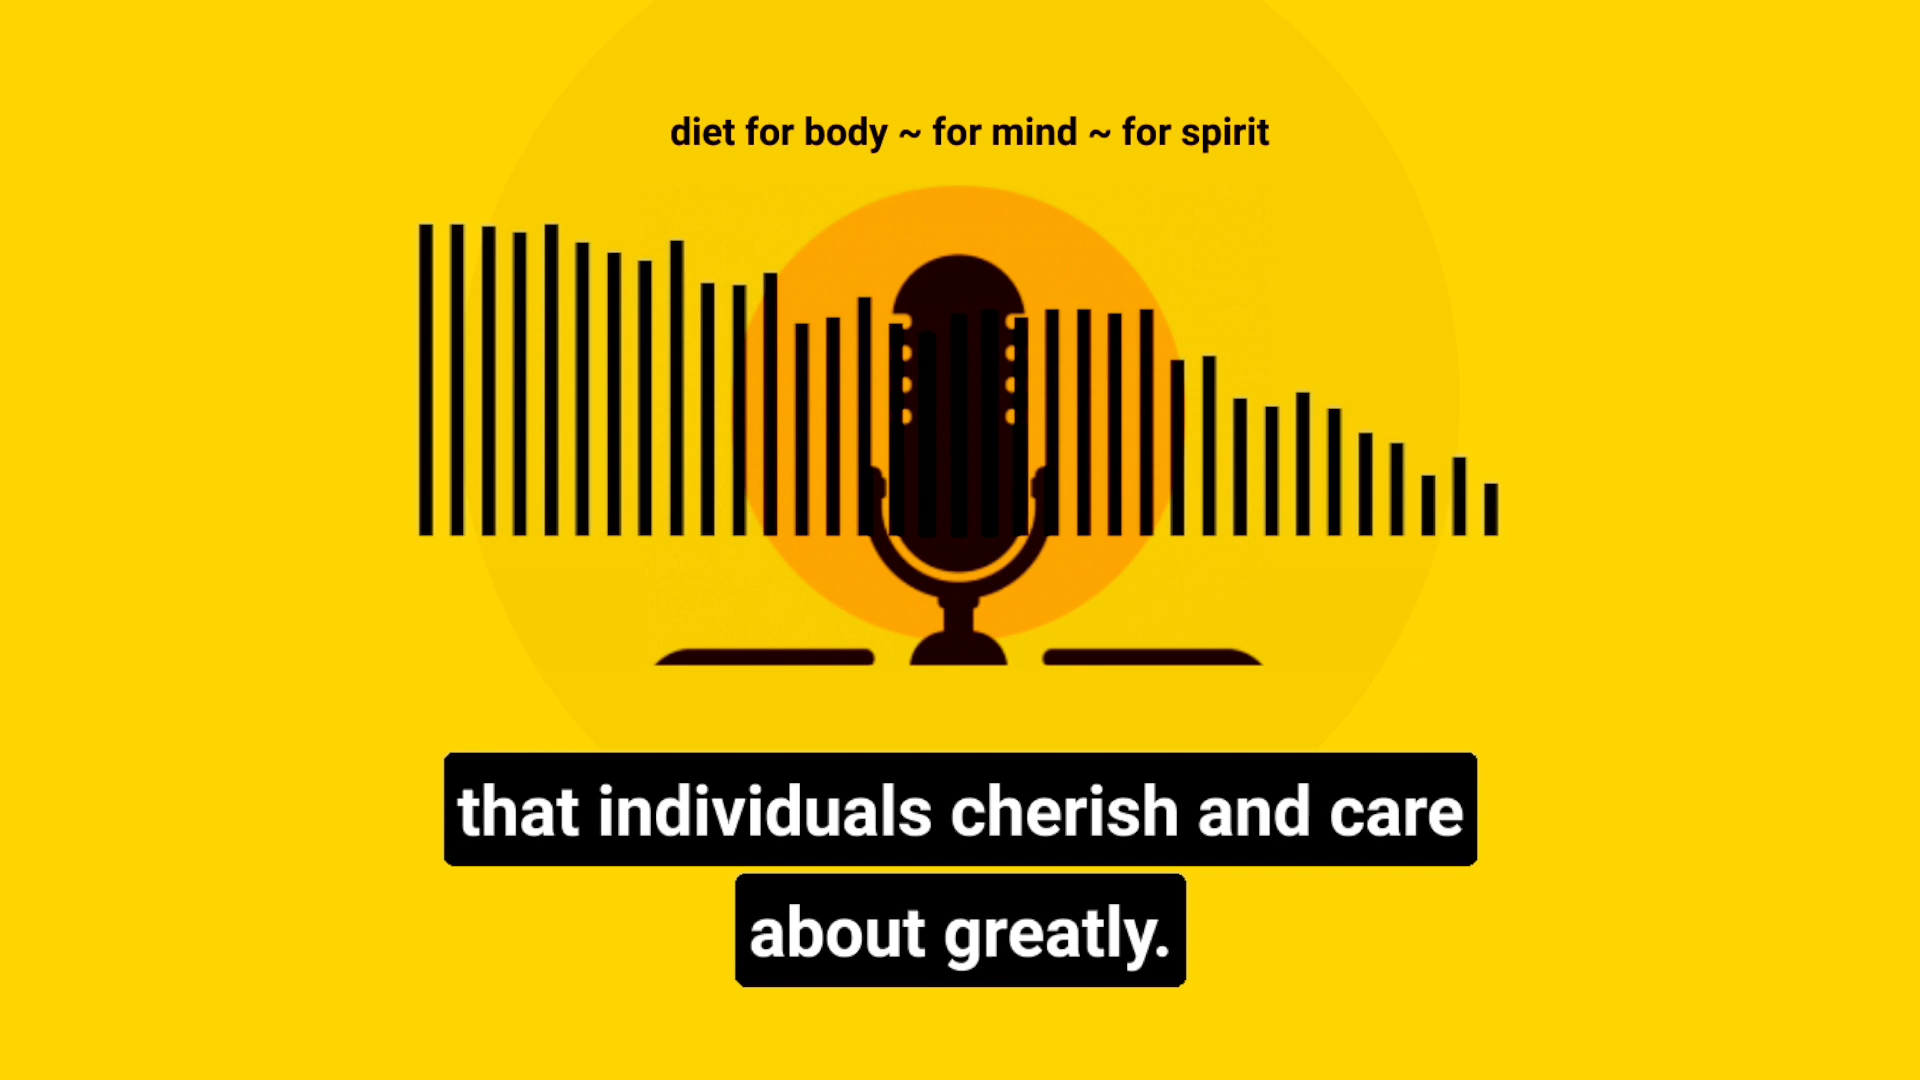 diet for body ~ for mind ~ for spirit
that individuals cherish and care
about greatly.